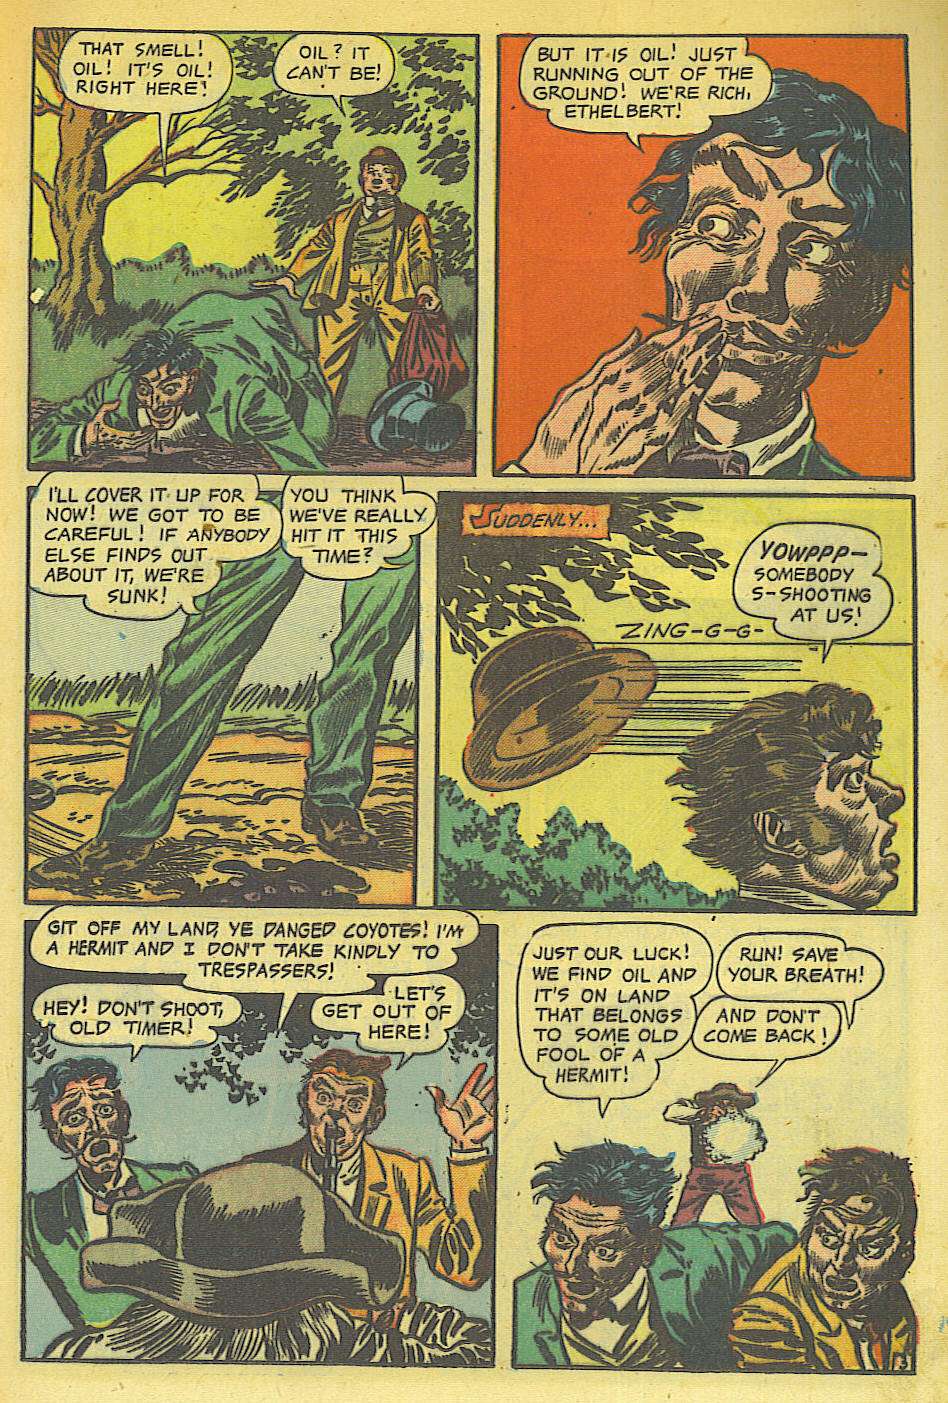 THAT SMELL!
OIL! IT'S OIL!
RIGHT HERE!
OIL? IT
CAN'T BE!
BUT IT IS OIL! JUST
RUNNING OUT OF THE
GROUND! WE'RE RICH,
ETHELBERT!
I'LL COVER IT UP FOR
NOW! WE GOT TO BE
CAREFUL! IF ANYBODY
ELSE FINDS OUT
ABOUT IT, WE'RE
SUNK!
YOU THINK
WE'VE REALLY
HIT IT THIS
TIME?
SUDDENLY...
YOWPPP—
SOMEBODY
S-SHOOTING
AT US!
ZING-G-G-
GIT OFF MY LAND, YE DANGED COYOTES! I'M
A HERMIT AND I DON'T TAKE KINDLY TO
TRESPASSERS!
HEY! DON'T SHOOT,
OLD TIMER!
LET'S
GET OUT OF
HERE!
JUST OUR LUCK!
WE FIND OIL AND
IT'S ON LAND
THAT BELONGS
TO SOME OLD
FOOL OF A
HERMIT!
RUN! SAVE
YOUR BREATH!
AND DON'T
COME BACK!
3